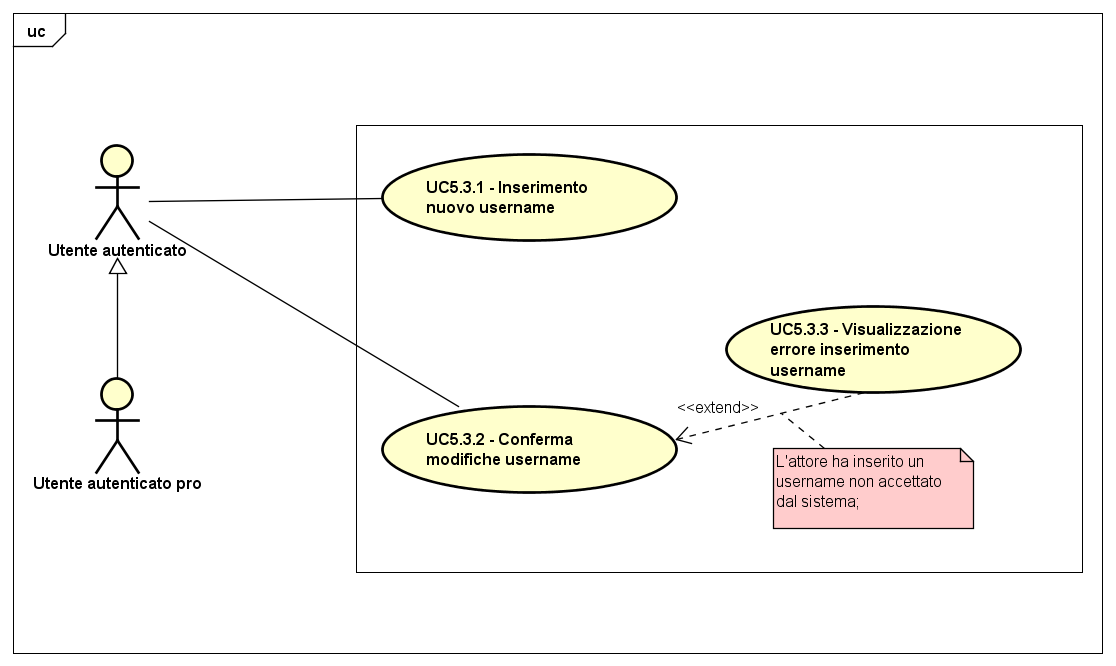 uc
UC5.3.1 - Inserimento
nuovo username
Utente autenticato
UC5.3.3 - Visualizzazione
errore inserimento
username
<<extend>>
UC5.3.2 - Conferma
modifiche username
L'attore ha inserito un
username non accettato
dal sistema;
Utente autenticato pro